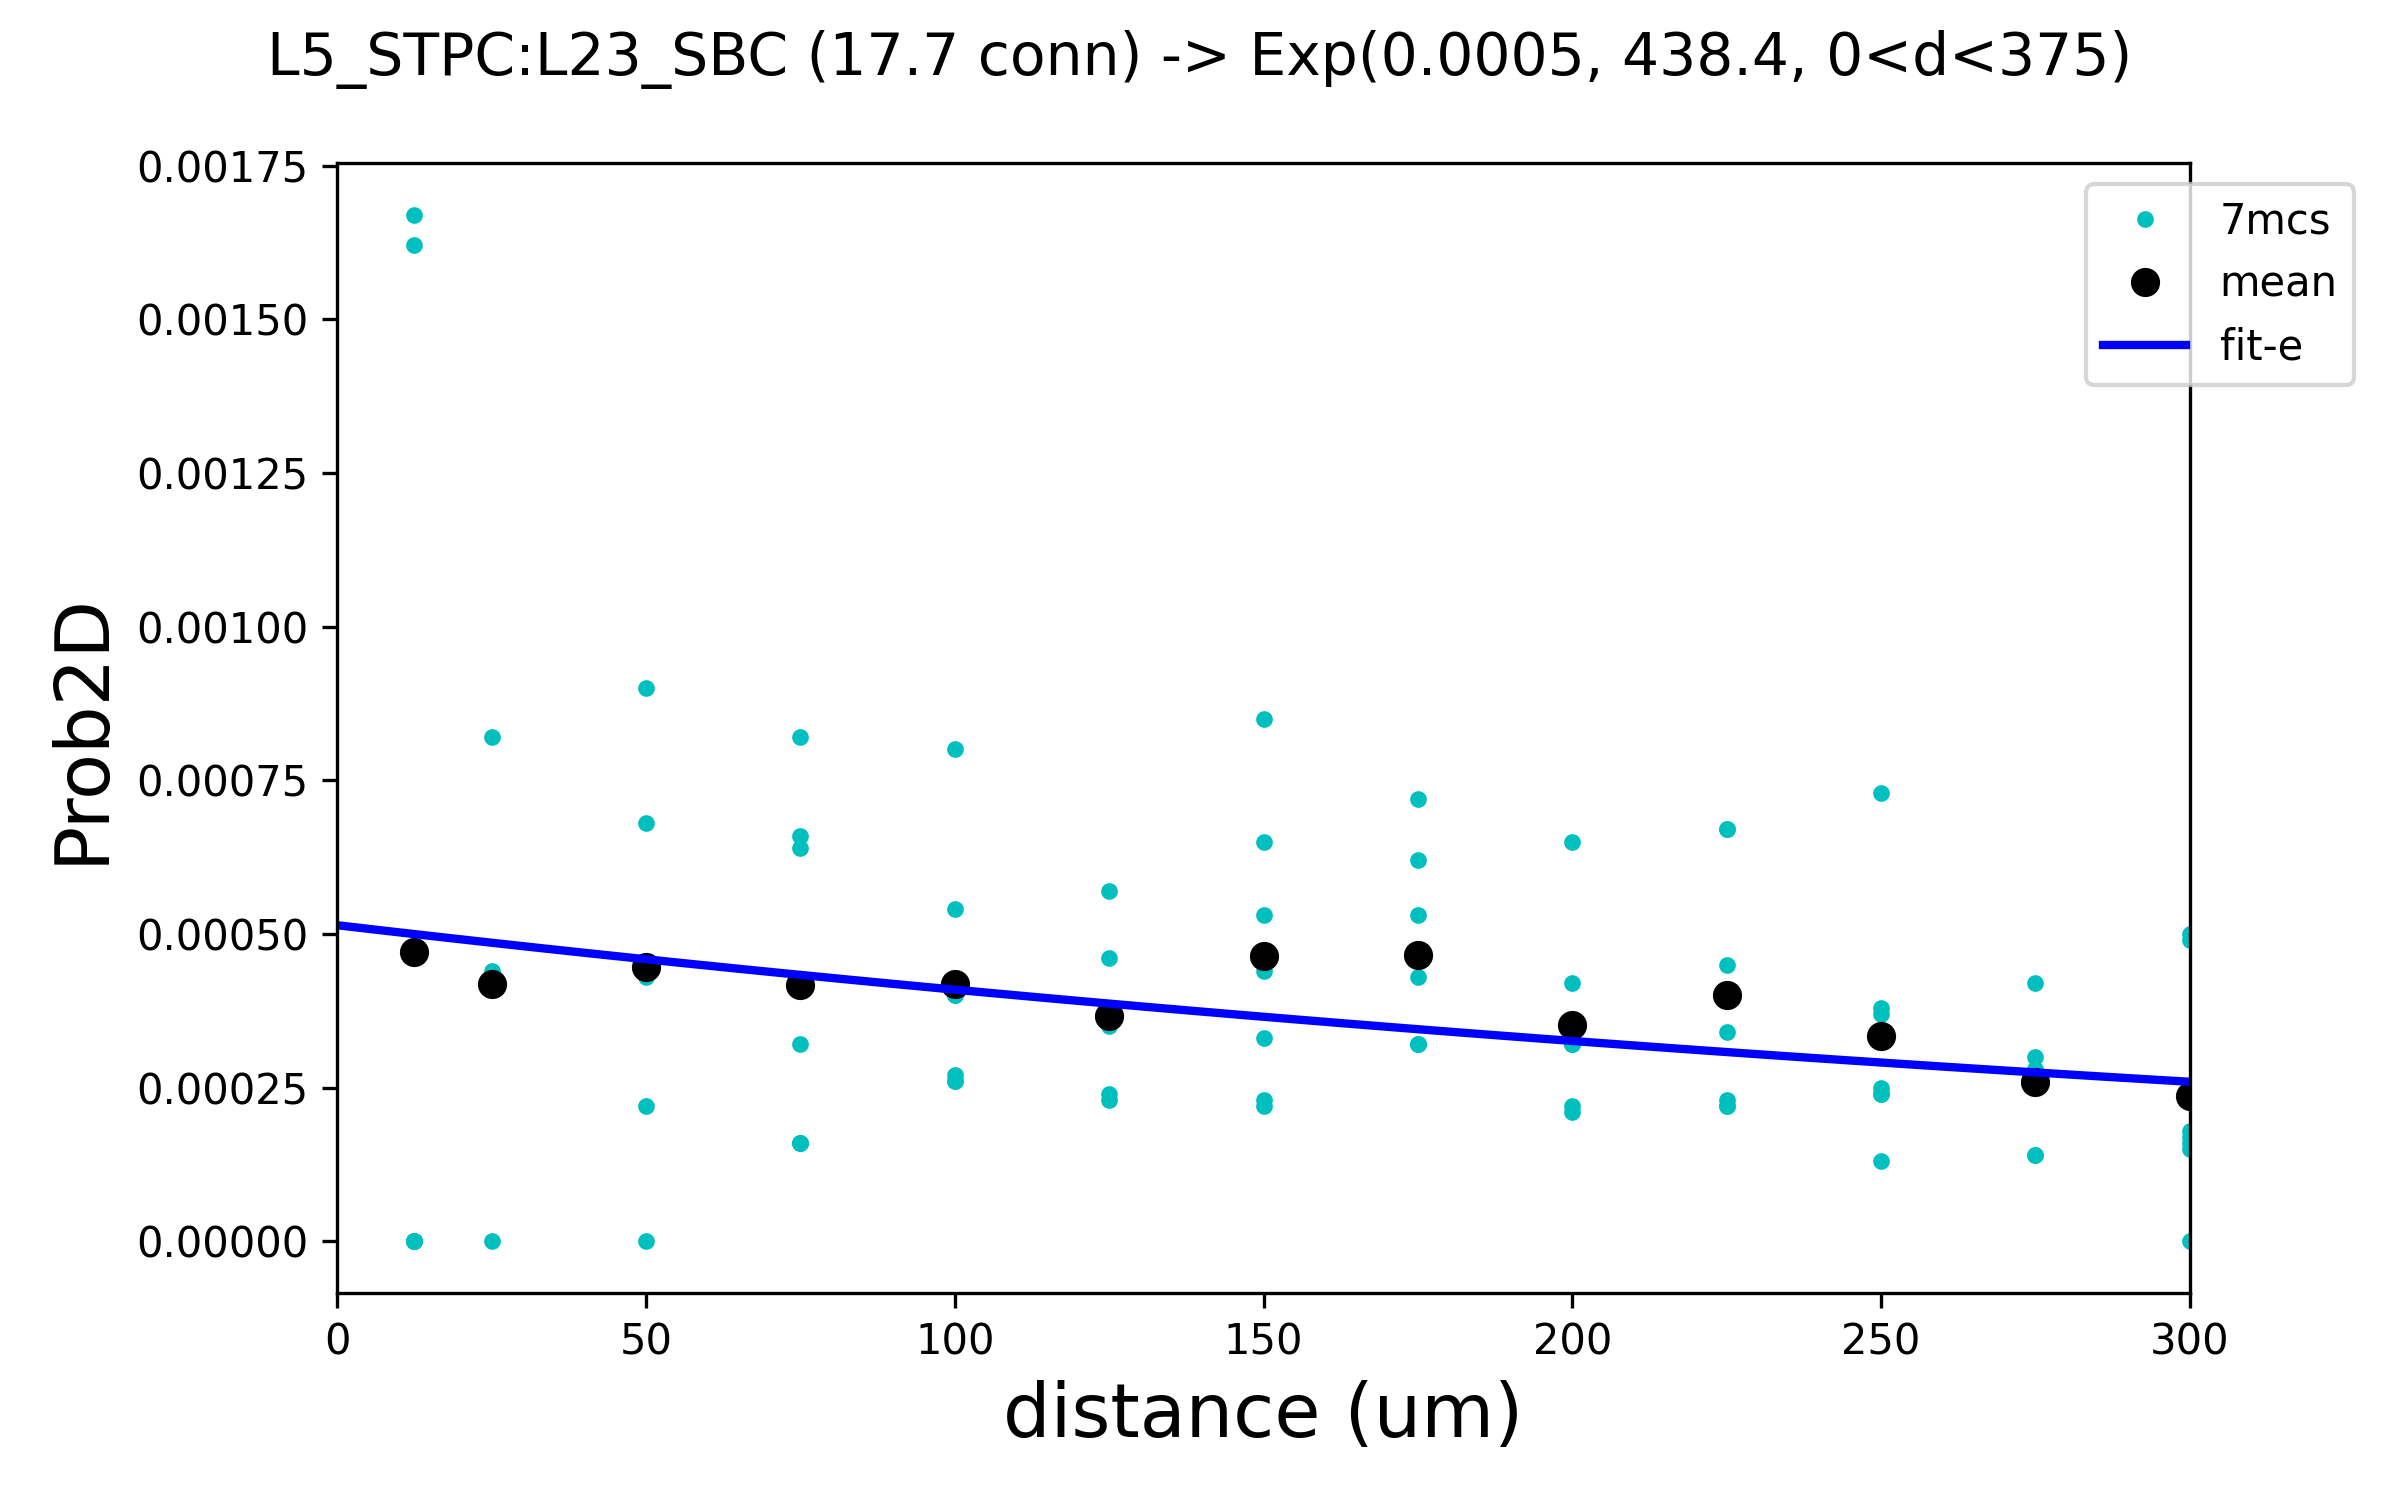 L5_STPC:L23_SBC (17.7 conn) -> Exp(0.0005, 438.4, 0<d<375)
0.00175
0.00150
0.00125
0.00100
0.00075
0.00050
0.00025
0.00000
Prob2D
7mcs
mean
fit-e
0 50 100 150 200 250 300
distance (um)